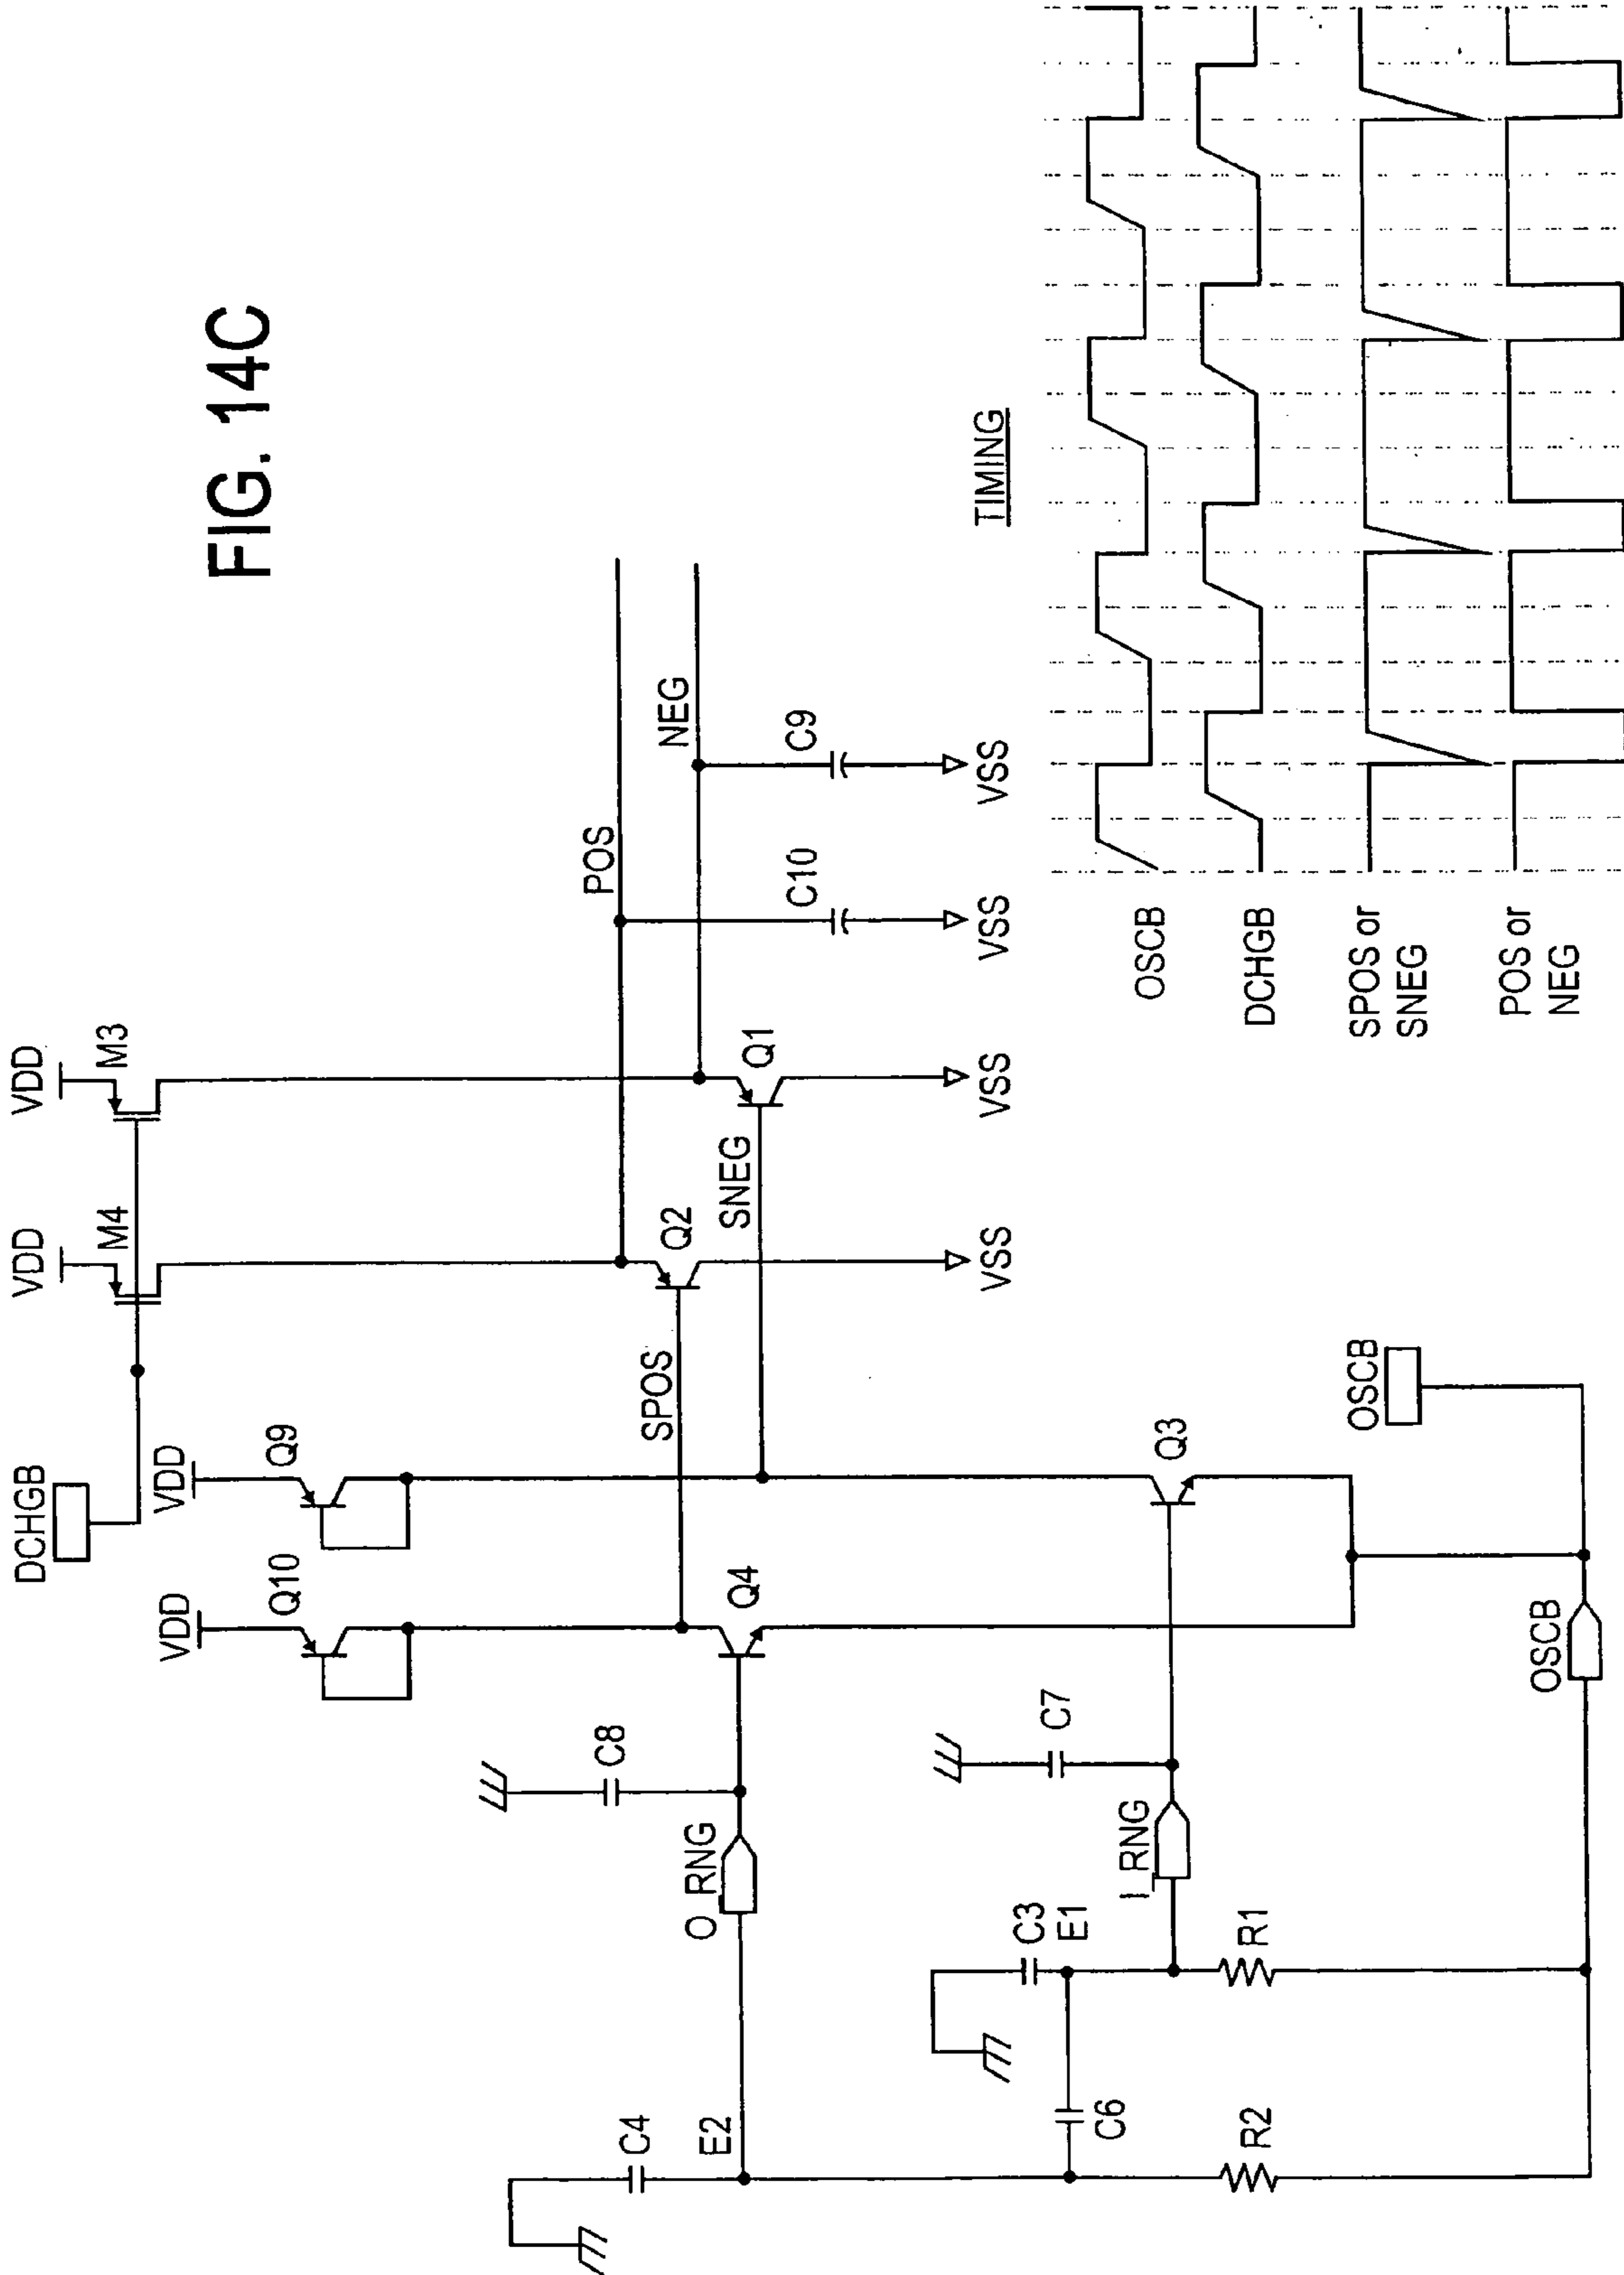 FIG. 14C
DCHGB
VDD
M4
VDD
M3
VDD
Q10
VDD
Q9
SPOS
Q2
SNEG
Q1
POS
NEG
C10
C9
VSS
VSS
VSS
VSS
C4
E2
O_RNG
C8
Q4
C3
E1
I_RNG
C7
Q3
C6
R2
R1
OSCB
OSCB
TIMING
OSCB
DCHGB
SPOS or
SNEG
POS or
NEG